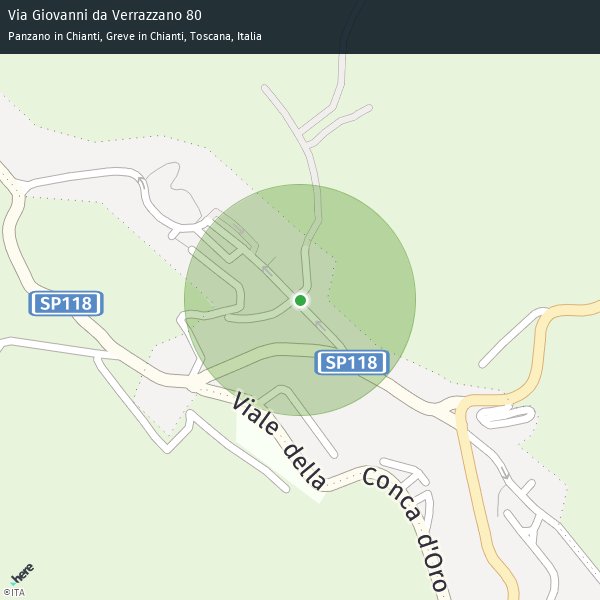 Via Giovanni da Verrazzano 80
Panzano in Chianti, Greve in Chianti, Toscana, Italia
SP118
SP118
Viale della
Conca d'Oro
here
©ITA